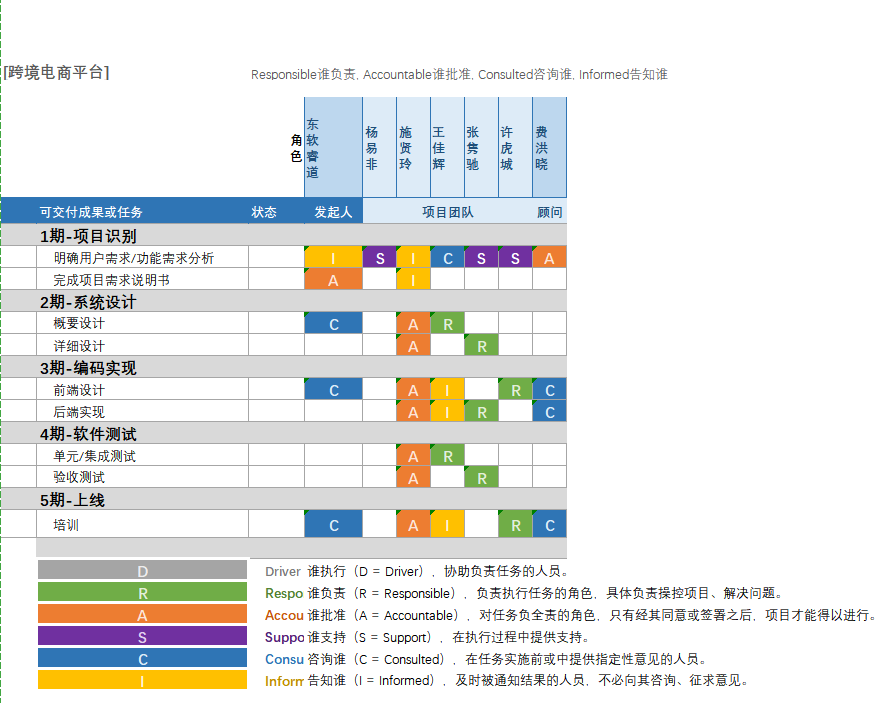 [跨境电商平台]
Responsible谁负责, Accountable谁批准, Consulted咨询谁, Informed告知谁
角色 东软睿道 杨易非 施贤玲 王佳辉 张隽驰 许虎城 费洪晓
可交付成果或任务 状态 发起人 项目团队 顾问
1期-项目识别
明确用户需求/功能需求分析 I S I C S S A
完成项目需求说明书 A I
2期-系统设计
概要设计 C A R
详细设计 A R
3期-编码实现
前端设计 C A I R C
后端实现 A I R C
4期-软件测试
单元/集成测试 A R
验收测试 A R
5期-上线
培训 C A I R C
D Driver 谁执行（D = Driver），协助负责任务的人员。
R Respo 谁负责（R = Responsible），负责执行任务的角色，具体负责操控项目、解决问题。
A Accou 谁批准（A = Accountable），对任务负全责的角色，只有经其同意或签署之后，项目才能得以进行。
S Suppo 谁支持（S = Support），在执行过程中提供支持。
C Consu 咨询谁（C = Consulted），在任务实施前或中提供指定性意见的人员。
I Inform 告知谁（I = Informed），及时被通知结果的人员，不必向其咨询、征求意见。